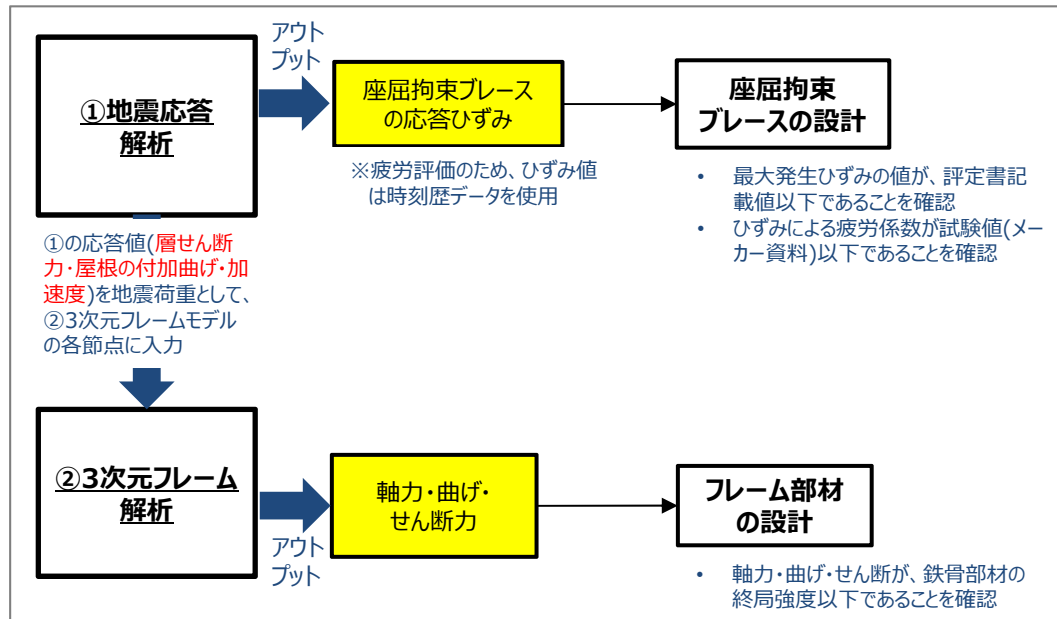 ①地震応答
解析
アウト
プット
座屈拘束ブレース
の応答ひずみ
※疲労評価のため、ひずみ値
は時刻歴データを使用
座屈拘束
ブレースの設計
• 最大発生ひずみの値が、評定書記
載値以下であることを確認
• ひずみによる疲労係数が試験値(メー
カー資料)以下であることを確認
①の応答値(層せん断
力・屋根の付加曲げ・加
速度)を地震荷重として、
②3次元フレームモデル
の各節点に入力
②3次元フレーム
解析
アウト
プット
軸力・曲げ・
せん断力
フレーム部材
の設計
• 軸力・曲げ・せん断が、鉄骨部材の
終局強度以下であることを確認